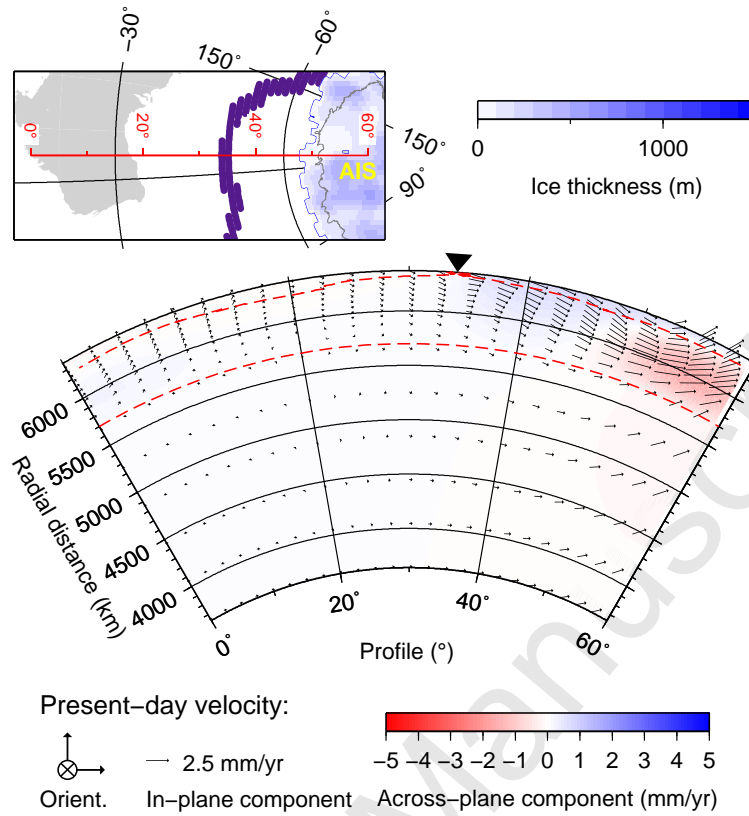 −30˚
−60˚
150˚
0˚
20˚
40˚
60˚
AIS
150˚
90˚
0
1000
Ice thickness (m)
6000
5500
5000
4500
4000
Radial distance (km)
0˚
20˚
40˚
60˚
Profile (°)
Manusc
Present−day velocity:
2.5 mm/yr
Orient.
In−plane component
−5 −4 −3 −2 −1 0 1 2 3 4 5
Across−plane component (mm/yr)